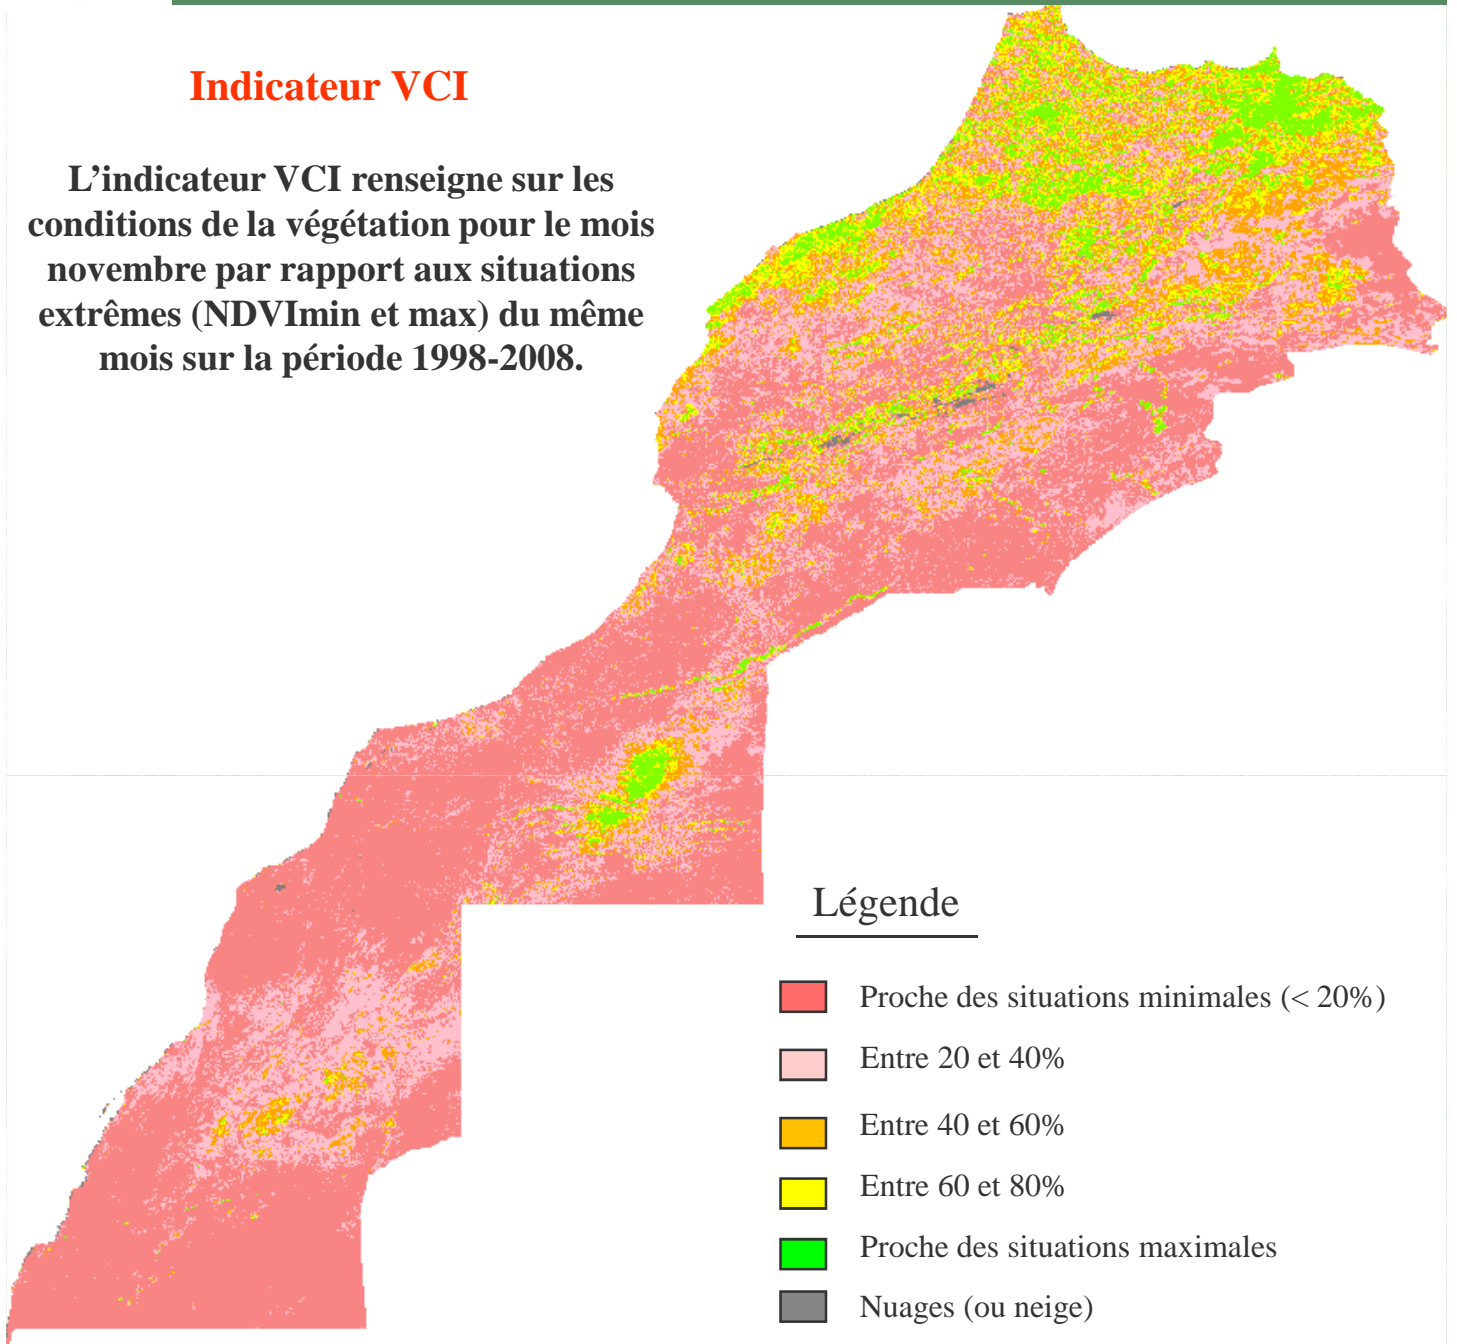 Indicateur VCI
L’indicateur VCI renseigne sur les
conditions de la végétation pour le mois
novembre par rapport aux situations
extrêmes (NDVImin et max) du même
mois sur la période 1998-2008.
Légende
Proche des situations minimales (< 20%)
Entre 20 et 40%
Entre 40 et 60%
Entre 60 et 80%
Proche des situations maximales
Nuages (ou neige)